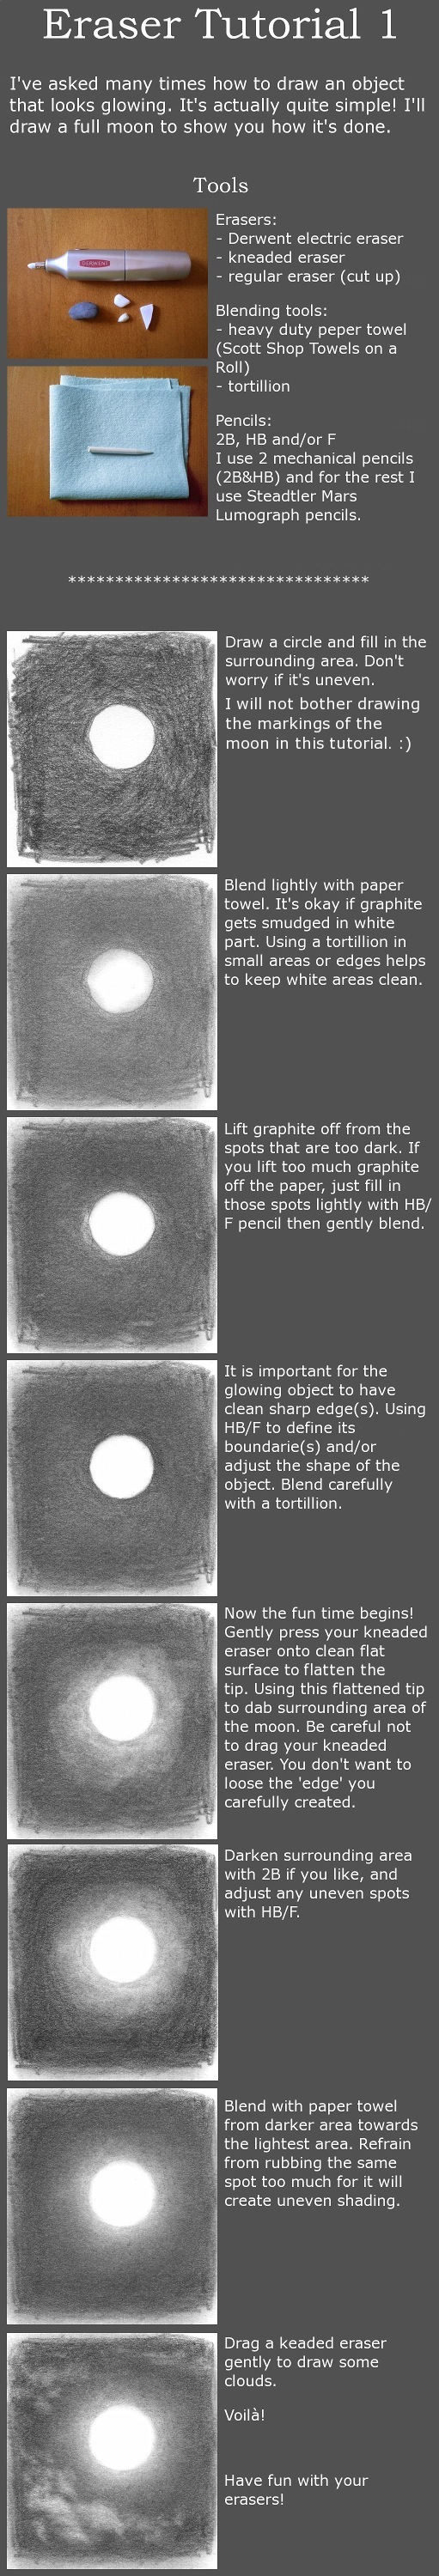 Eraser Tutorial 1
I've asked many times how to draw an object
that looks glowing. It's actually quite simple! I'll
draw a full moon to show you how it's done.
Tools
DERWENT
Erasers:
- Derwent electric eraser
- kneaded eraser
- regular eraser (cut up)
Blending tools:
- heavy duty peper towel
(Scott Shop Towels on a
Roll)
- tortillion
Pencils:
2B, HB and/or F
I use 2 mechanical pencils
(2B&HB) and for the rest I
use Steadtler Mars
Lumograph pencils.
********************************
Draw a circle and fill in the
surrounding area. Don't
worry if it's uneven.
I will not bother drawing
the markings of the
moon in this tutorial. :)
Blend lightly with paper
towel. It's okay if graphite
gets smudged in white
part. Using a tortillion in
small areas or edges helps
to keep white areas clean.
Lift graphite off from the
spots that are too dark. If
you lift too much graphite
off the paper, just fill in
those spots lightly with HB/
F pencil then gently blend.
It is important for the
glowing object to have
clean sharp edge(s). Using
HB/F to define its
boundarie(s) and/or
adjust the shape of the
object. Blend carefully
with a tortillion.
Now the fun time begins!
Gently press your kneaded
eraser onto clean flat
surface to flatten the
tip. Using this flattened tip
to dab surrounding area of
the moon. Be careful not
to drag your kneaded
eraser. You don't want to
loose the 'edge' you
carefully created.
Darken surrounding area
with 2B if you like, and
adjust any uneven spots
with HB/F.
Blend with paper towel
from darker area towards
the lightest area. Refrain
from rubbing the same
spot too much for it will
create uneven shading.
Drag a keaded eraser
gently to draw some
clouds.
Voilà!
Have fun with your
erasers!